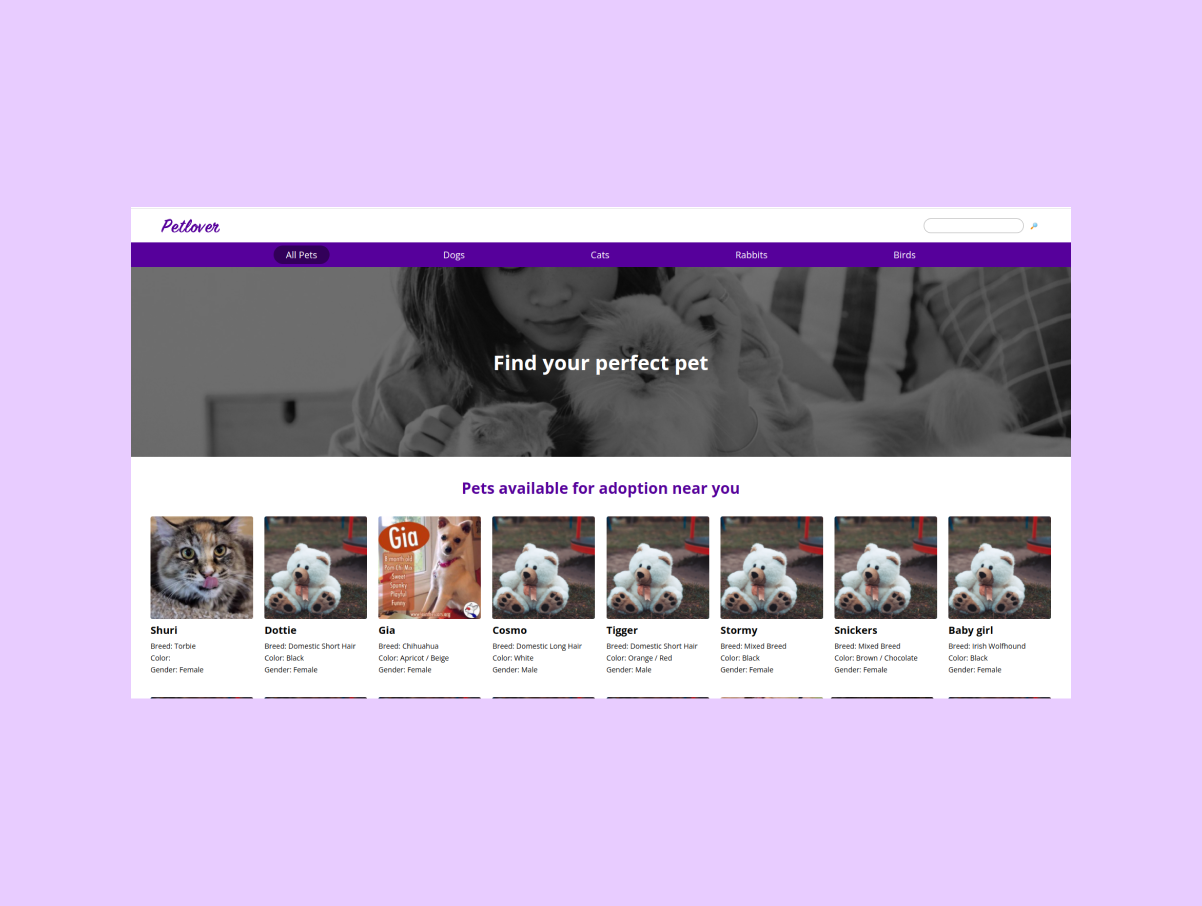 Petlover
All Pets
Dogs
Cats
Rabbits
Birds
Find your perfect pet
Pets available for adoption near you
Gia
8 month old
Pom Chi Mix
Sweet
Spunky
Playful
Funny
Shuri
Breed: Torbie
Color:
Gender: Female
Dottie
Breed: Domestic Short Hair
Color: Black
Gender: Female
Gia
Breed: Chihuahua
Color: Apricot / Beige
Gender: Female
Cosmo
Breed: Domestic Long Hair
Color: White
Gender: Male
Tigger
Breed: Domestic Short Hair
Color: Orange / Red
Gender: Male
Stormy
Breed: Mixed Breed
Color: Black
Gender: Female
Snickers
Breed: Mixed Breed
Color: Brown / Chocolate
Gender: Female
Baby girl
Breed: Irish Wolfhound
Color: Black
Gender: Female